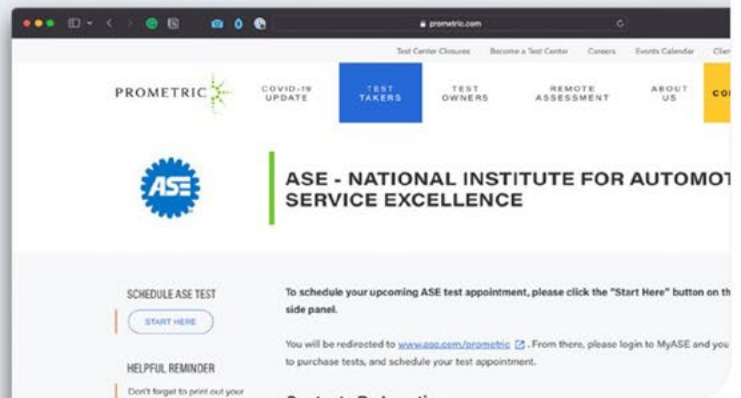 prometric.com
Test Center Closures Become a Test Center Careers Events Calendar
PROMETRIC
COVID-19 UPDATE
TEST TAKERS
TEST OWNERS
REMOTE ASSESSMENT
ABOUT US
ASE
ASE - NATIONAL INSTITUTE FOR AUTOMOT
SERVICE EXCELLENCE
SCHEDULE ASE TEST
START HERE
HELPFUL REMINDER
Don't forget to print out your
To schedule your upcoming ASE test appointment, please click the "Start Here" button on th
side panel.
You will be redirected to www.ase.com/prometric . From there, please login to MyASE and you
to purchase tests, and schedule your test appointment.